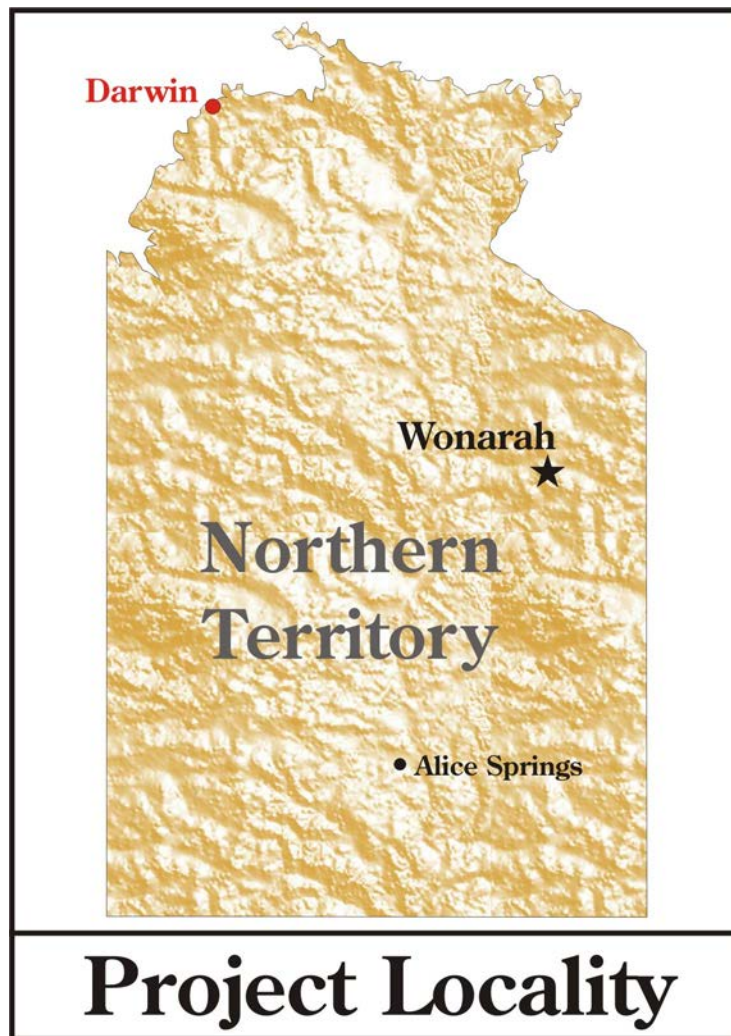 Darwin
Wonarah
Northern
Territory
Alice Springs
Project Locality